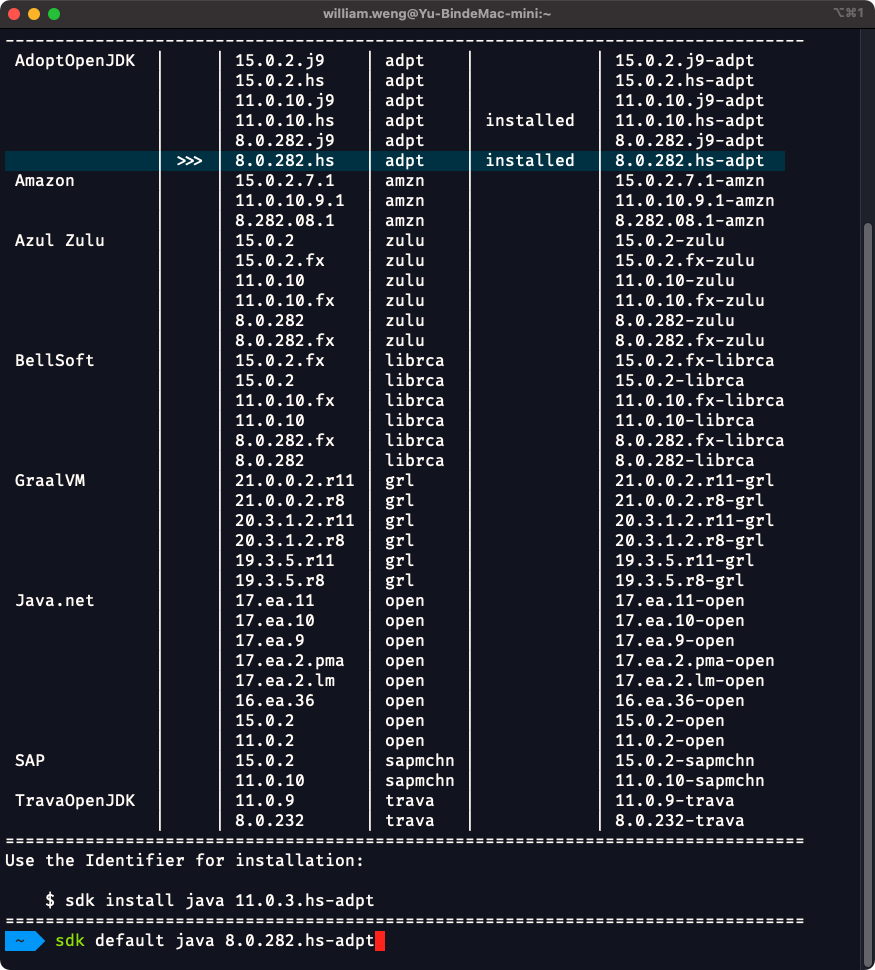 william.weng@Yu-BindeMac-mini:~ ⌥⌘1
--------------------------------------------------------------------------------
AdoptOpenJDK | | 15.0.2.j9 | adpt | | 15.0.2.j9-adpt
| | 15.0.2.hs | adpt | | 15.0.2.hs-adpt
| | 11.0.10.j9 | adpt | | 11.0.10.j9-adpt
| | 11.0.10.hs | adpt | installed | 11.0.10.hs-adpt
| | 8.0.282.j9 | adpt | | 8.0.282.j9-adpt
| >>> | 8.0.282.hs | adpt | installed | 8.0.282.hs-adpt
Amazon | | 15.0.2.7.1 | amzn | | 15.0.2.7.1-amzn
| | 11.0.10.9.1 | amzn | | 11.0.10.9.1-amzn
| | 8.282.08.1 | amzn | | 8.282.08.1-amzn
Azul Zulu | | 15.0.2 | zulu | | 15.0.2-zulu
| | 15.0.2.fx | zulu | | 15.0.2.fx-zulu
| | 11.0.10 | zulu | | 11.0.10-zulu
| | 11.0.10.fx | zulu | | 11.0.10.fx-zulu
| | 8.0.282 | zulu | | 8.0.282-zulu
| | 8.0.282.fx | zulu | | 8.0.282.fx-zulu
BellSoft | | 15.0.2.fx | librca | | 15.0.2.fx-librca
| | 15.0.2 | librca | | 15.0.2-librca
| | 11.0.10.fx | librca | | 11.0.10.fx-librca
| | 11.0.10 | librca | | 11.0.10-librca
| | 8.0.282.fx | librca | | 8.0.282.fx-librca
| | 8.0.282 | librca | | 8.0.282-librca
GraalVM | | 21.0.0.2.r11 | grl | | 21.0.0.2.r11-grl
| | 21.0.0.2.r8 | grl | | 21.0.0.2.r8-grl
| | 20.3.1.2.r11 | grl | | 20.3.1.2.r11-grl
| | 20.3.1.2.r8 | grl | | 20.3.1.2.r8-grl
| | 19.3.5.r11 | grl | | 19.3.5.r11-grl
| | 19.3.5.r8 | grl | | 19.3.5.r8-grl
Java.net | | 17.ea.11 | open | | 17.ea.11-open
| | 17.ea.10 | open | | 17.ea.10-open
| | 17.ea.9 | open | | 17.ea.9-open
| | 17.ea.2.pma | open | | 17.ea.2.pma-open
| | 17.ea.2.lm | open | | 17.ea.2.lm-open
| | 16.ea.36 | open | | 16.ea.36-open
| | 15.0.2 | open | | 15.0.2-open
| | 11.0.2 | open | | 11.0.2-open
SAP | | 15.0.2 | sapmchn | | 15.0.2-sapmchn
| | 11.0.10 | sapmchn | | 11.0.10-sapmchn
TravaOpenJDK | | 11.0.9 | trava | | 11.0.9-trava
| | 8.0.232 | trava | | 8.0.232-trava
================================================================================
Use the Identifier for installation:
$ sdk install java 11.0.3.hs-adpt
================================================================================
~ sdk default java 8.0.282.hs-adpt